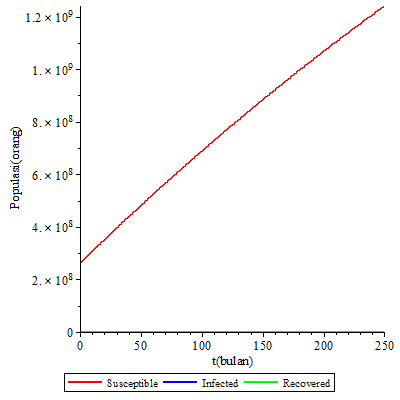 1.2 × 10⁹
1. × 10⁹
8. × 10⁸
6. × 10⁸
4. × 10⁸
2. × 10⁸
0
Populasi(orang)
0 50 100 150 200 250
t(bulan)
Susceptible Infected Recovered